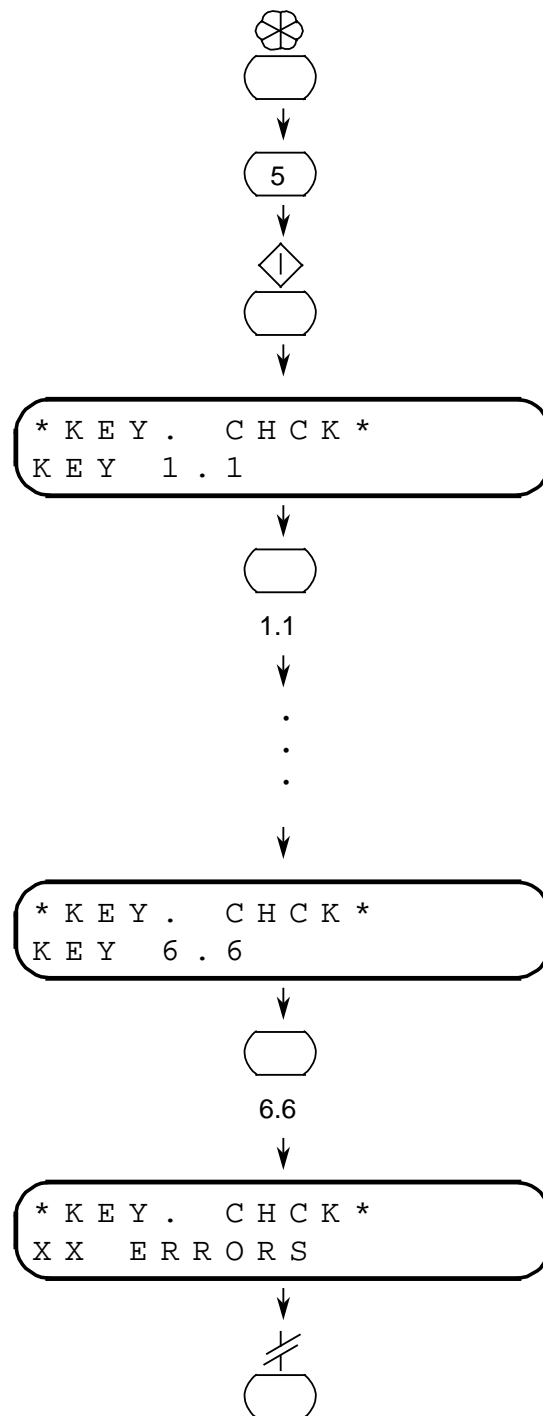 5
*KEY. CHCK*
KEY 1.1
1.1
.
.
.
*KEY. CHCK*
KEY 6.6
6.6
*KEY. CHCK*
XX ERRORS